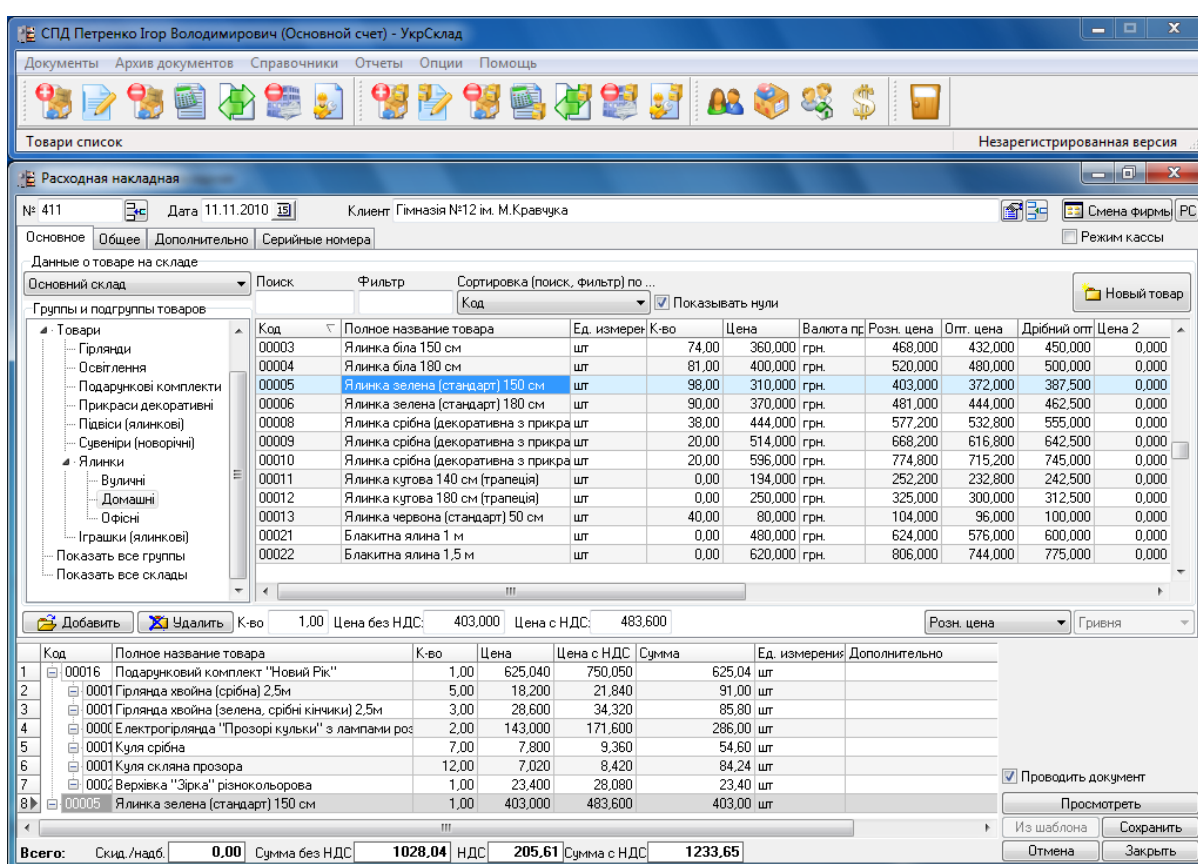 СПД Петренко Ігор Володимирович (Основной счет) - УкрСклад
Документы Архив документов Справочники Отчеты Опции Помощь
Товари список Незарегистрированная версия
Расходная накладная
№ 411 Дата 11.11.2010 15 Клиент Гімназія №12 ім. М.Кравчука Смена фирмы РС
Основное Общее Дополнительно Серийные номера Режим кассы
Данные о товаре на складе
Основний склад Поиск Фильтр Сортировка (поиск, фильтр) по ...
Код Показывать нули Новый товар
Группы и подгруппы товаров
Товари
Гірлянди
Освітлення
Подарункові комплекти
Прикраси декоративні
Підвіси (ялинкові)
Сувеніри (новорічні)
Ялинки
Вуличні
Домашні
Офісні
Іграшки (ялинкові)
Показать все группы
Показать все склады
Код Полное название товара Ед. измерен К-во Цена Валюта пр Розн. цена Опт. цена Дрібний опт Цена 2
00003 Ялинка біла 150 см шт 74,00 360,000 грн. 468,000 432,000 450,000 0,000
00004 Ялинка біла 180 см шт 81,00 400,000 грн. 520,000 480,000 500,000 0,000
00005 Ялинка зелена (стандарт) 150 см шт 98,00 310,000 грн. 403,000 372,000 387,500 0,000
00006 Ялинка зелена (стандарт) 180 см шт 90,00 370,000 грн. 481,000 444,000 462,500 0,000
00008 Ялинка срібна (декоративна з прикра шт 38,00 444,000 грн. 577,200 532,800 555,000 0,000
00009 Ялинка срібна (декоративна з прикра шт 20,00 514,000 грн. 668,200 616,800 642,500 0,000
00010 Ялинка срібна (декоративна з прикра шт 20,00 596,000 грн. 774,800 715,200 745,000 0,000
00011 Ялинка кутова 140 см (трапеція) шт 0,00 194,000 грн. 252,200 232,800 242,500 0,000
00012 Ялинка кутова 180 см (трапеція) шт 0,00 250,000 грн. 325,000 300,000 312,500 0,000
00013 Ялинка червона (стандарт) 50 см шт 40,00 80,000 грн. 104,000 96,000 100,000 0,000
00021 Блакитна ялина 1 м шт 0,00 480,000 грн. 624,000 576,000 600,000 0,000
00022 Блакитна ялина 1,5 м шт 0,00 620,000 грн. 806,000 744,000 775,000 0,000
Добавить Удалить К-во 1,00 Цена без НДС: 403,000 Цена с НДС: 483,600 Розн. цена Гривня
Код Полное название товара К-во Цена Цена с НДС Сумма Ед. измерения Дополнительно
1 00016 Подарунковий комплект "Новий Рік" 1,00 625,040 750,050 625,04 шт
2 0001 Гірлянда хвойна (срібна) 2,5м 5,00 18,200 21,840 91,00 шт
3 0001 Гірлянда хвойна (зелена, срібні кінчики) 2,5м 3,00 28,600 34,320 85,80 шт
4 000 Електрогірлянда "Прозорі кульки" з лампами роз 2,00 143,000 171,600 286,00 шт
5 0001 Куля срібна 7,00 7,800 9,360 54,60 шт
6 0001 Куля скляна прозора 12,00 7,020 8,420 84,24 шт
7 0002 Верхівка "Зірка" різнокольорова 1,00 23,400 28,080 23,40 шт
8 00005 Ялинка зелена (стандарт) 150 см 1,00 403,000 483,600 403,00 шт
Проводить документ
Просмотреть
Из шаблона Сохранить
Всего: Скид./надб. 0,00 Сумма без НДС 1028,04 НДС 205,61 Сумма с НДС 1233,65 Отмена Закрыть